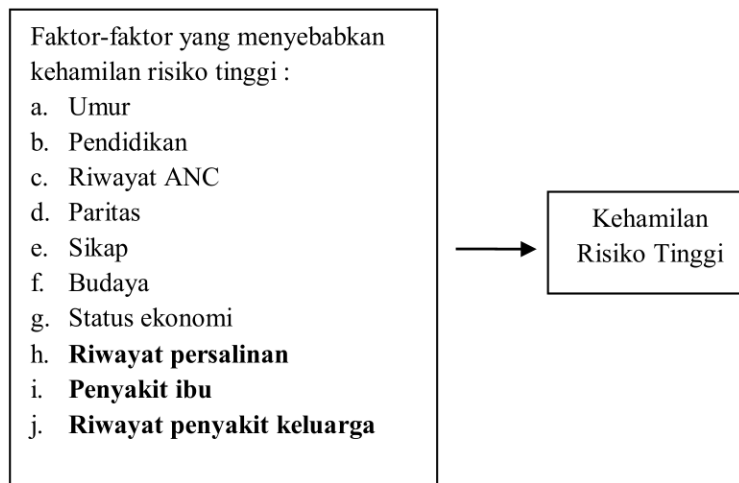 Faktor-faktor yang menyebabkan
kehamilan risiko tinggi :
a. Umur
b. Pendidikan
c. Riwayat ANC
d. Paritas
e. Sikap
f. Budaya
g. Status ekonomi
h. Riwayat persalinan
i. Penyakit ibu
j. Riwayat penyakit keluarga
Kehamilan
Risiko Tinggi